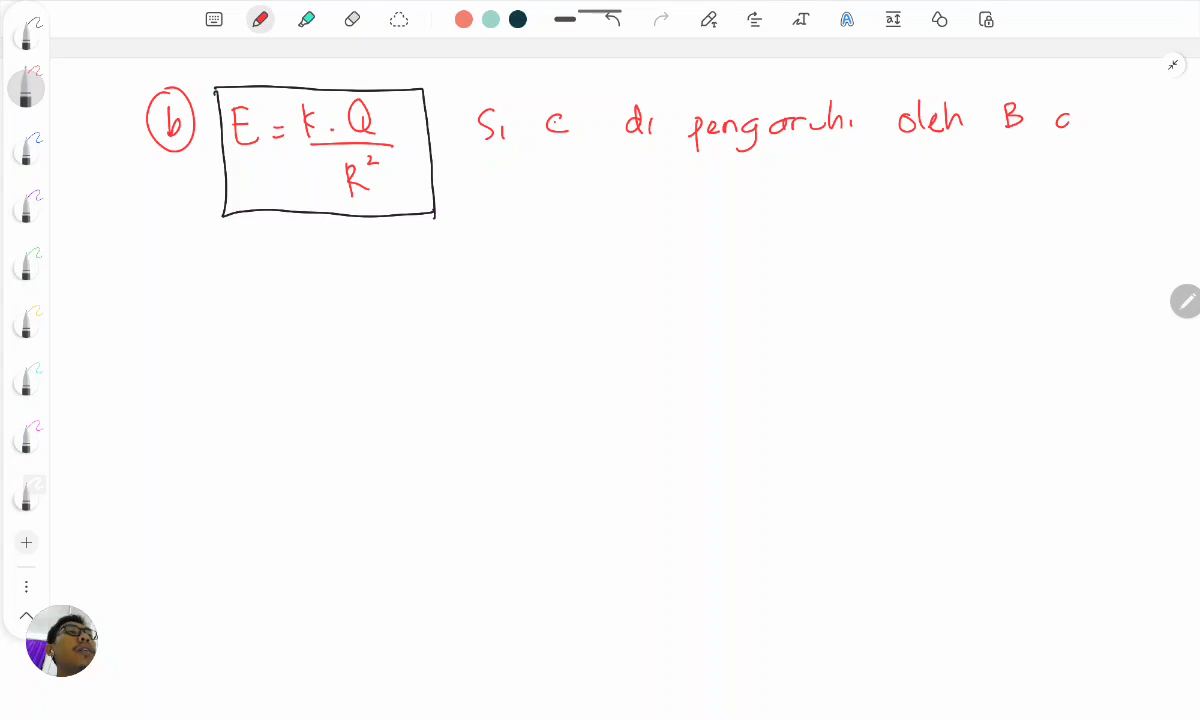 b E = k . Q / R² Si C di pengaruhi oleh B